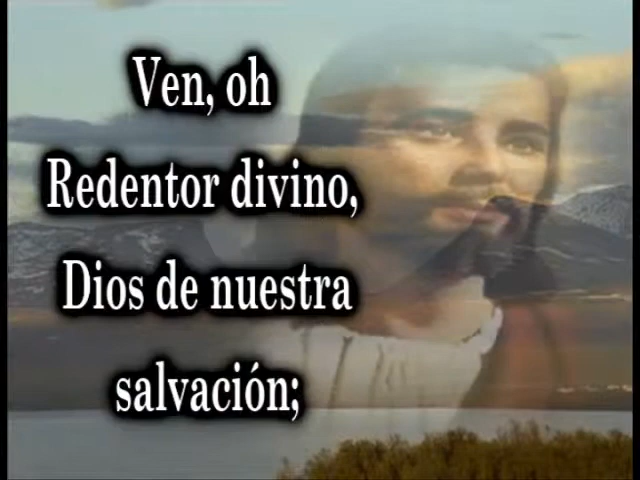 Ven, oh
Redentor divino,
Dios de nuestra
salvación;